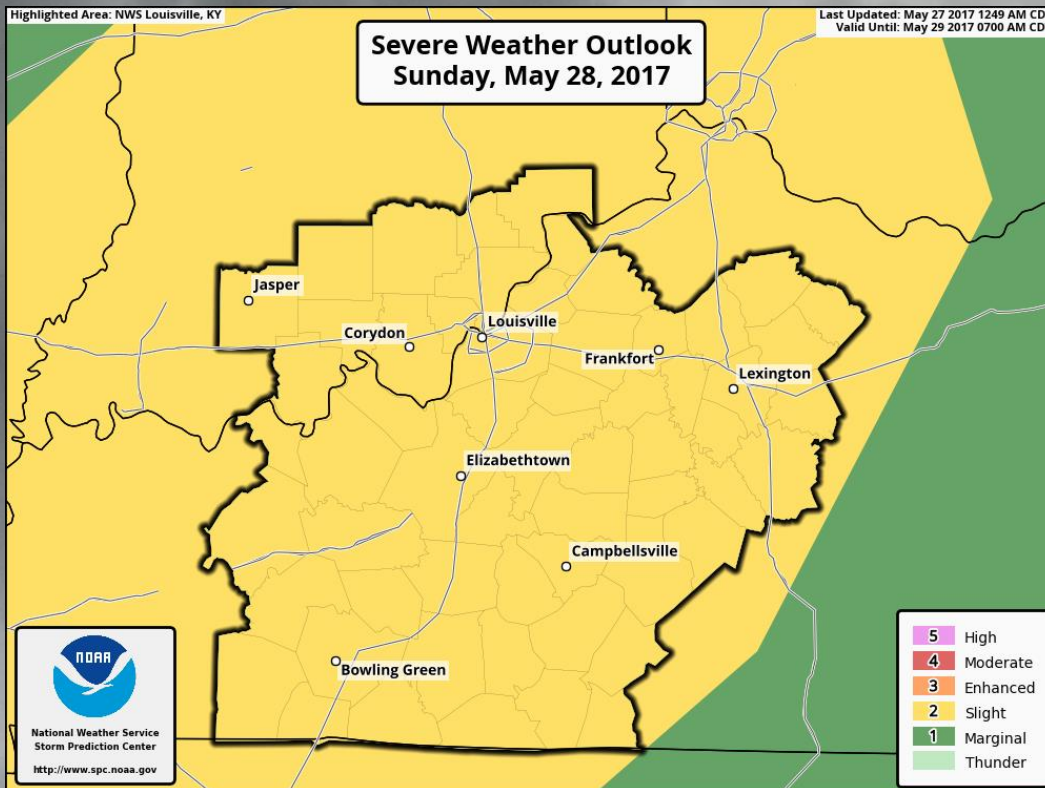 Highlighted Area: NWS Louisville, KY
Last Updated: May 27 2017 1249 AM CD
Valid Until: May 29 2017 0700 AM CD
Severe Weather Outlook
Sunday, May 28, 2017
Jasper
Louisville
Corydon
Frankfort
Lexington
Elizabethtown
Campbellsville
Bowling Green
NOAA
National Weather Service
Storm Prediction Center
http://www.spc.noaa.gov
5 High
4 Moderate
3 Enhanced
2 Slight
1 Marginal
Thunder